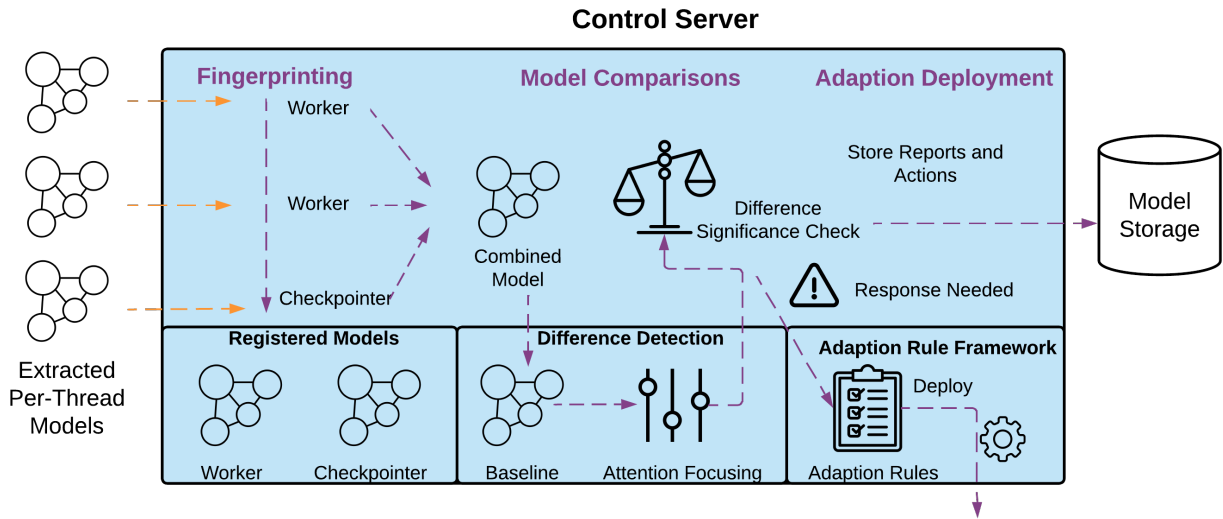 Control Server
Fingerprinting
Model Comparisons
Adaption Deployment
Worker
Worker
Checkpointer
Combined
Model
Difference
Significance Check
Store Reports and
Actions
Response Needed
Model
Storage
Extracted
Per-Thread
Models
Registered Models
Worker
Checkpointer
Difference Detection
Baseline
Attention Focusing
Adaption Rule Framework
Deploy
Adaption Rules